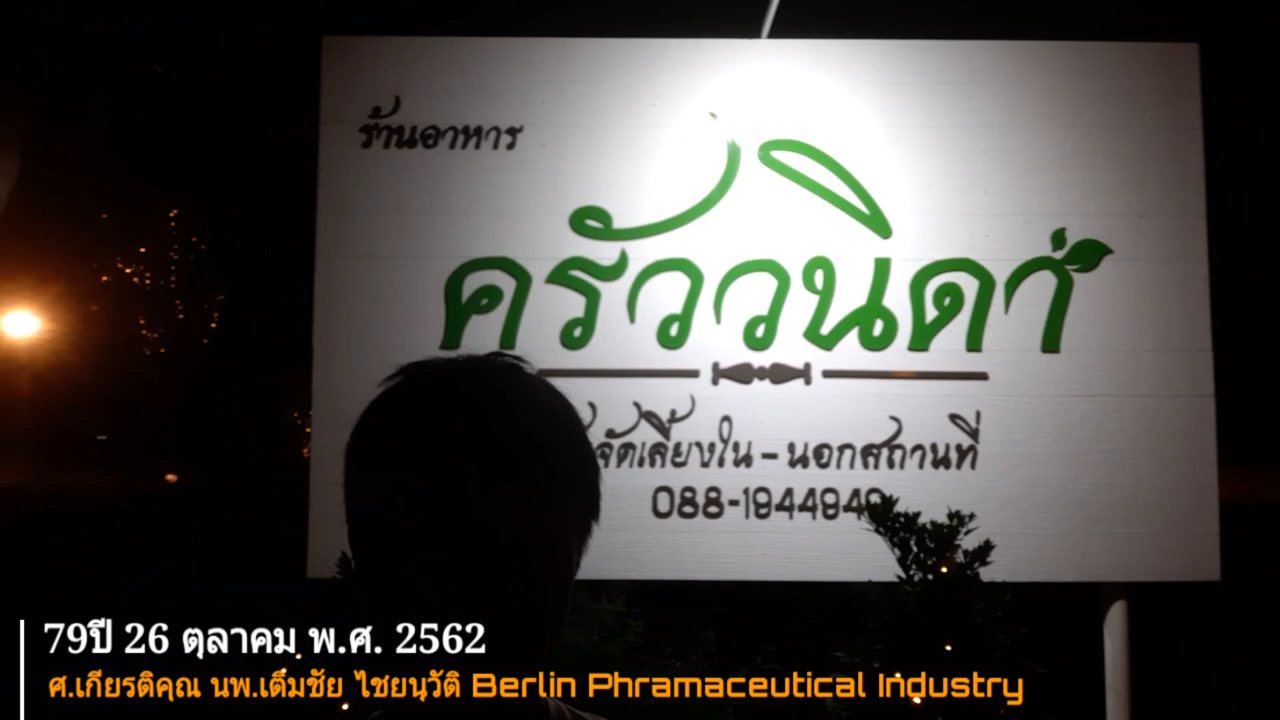 ร้านอาหาร
ครัววนิดา
จัดเลี้ยงใน-นอกสถานที่
79ปี 26 ตุลาคม พ.ศ. 2562
ศ.เกียรติคุณ นพ.เติมชัย ไชยนุวัติ Berlin Phramaceutical Industry